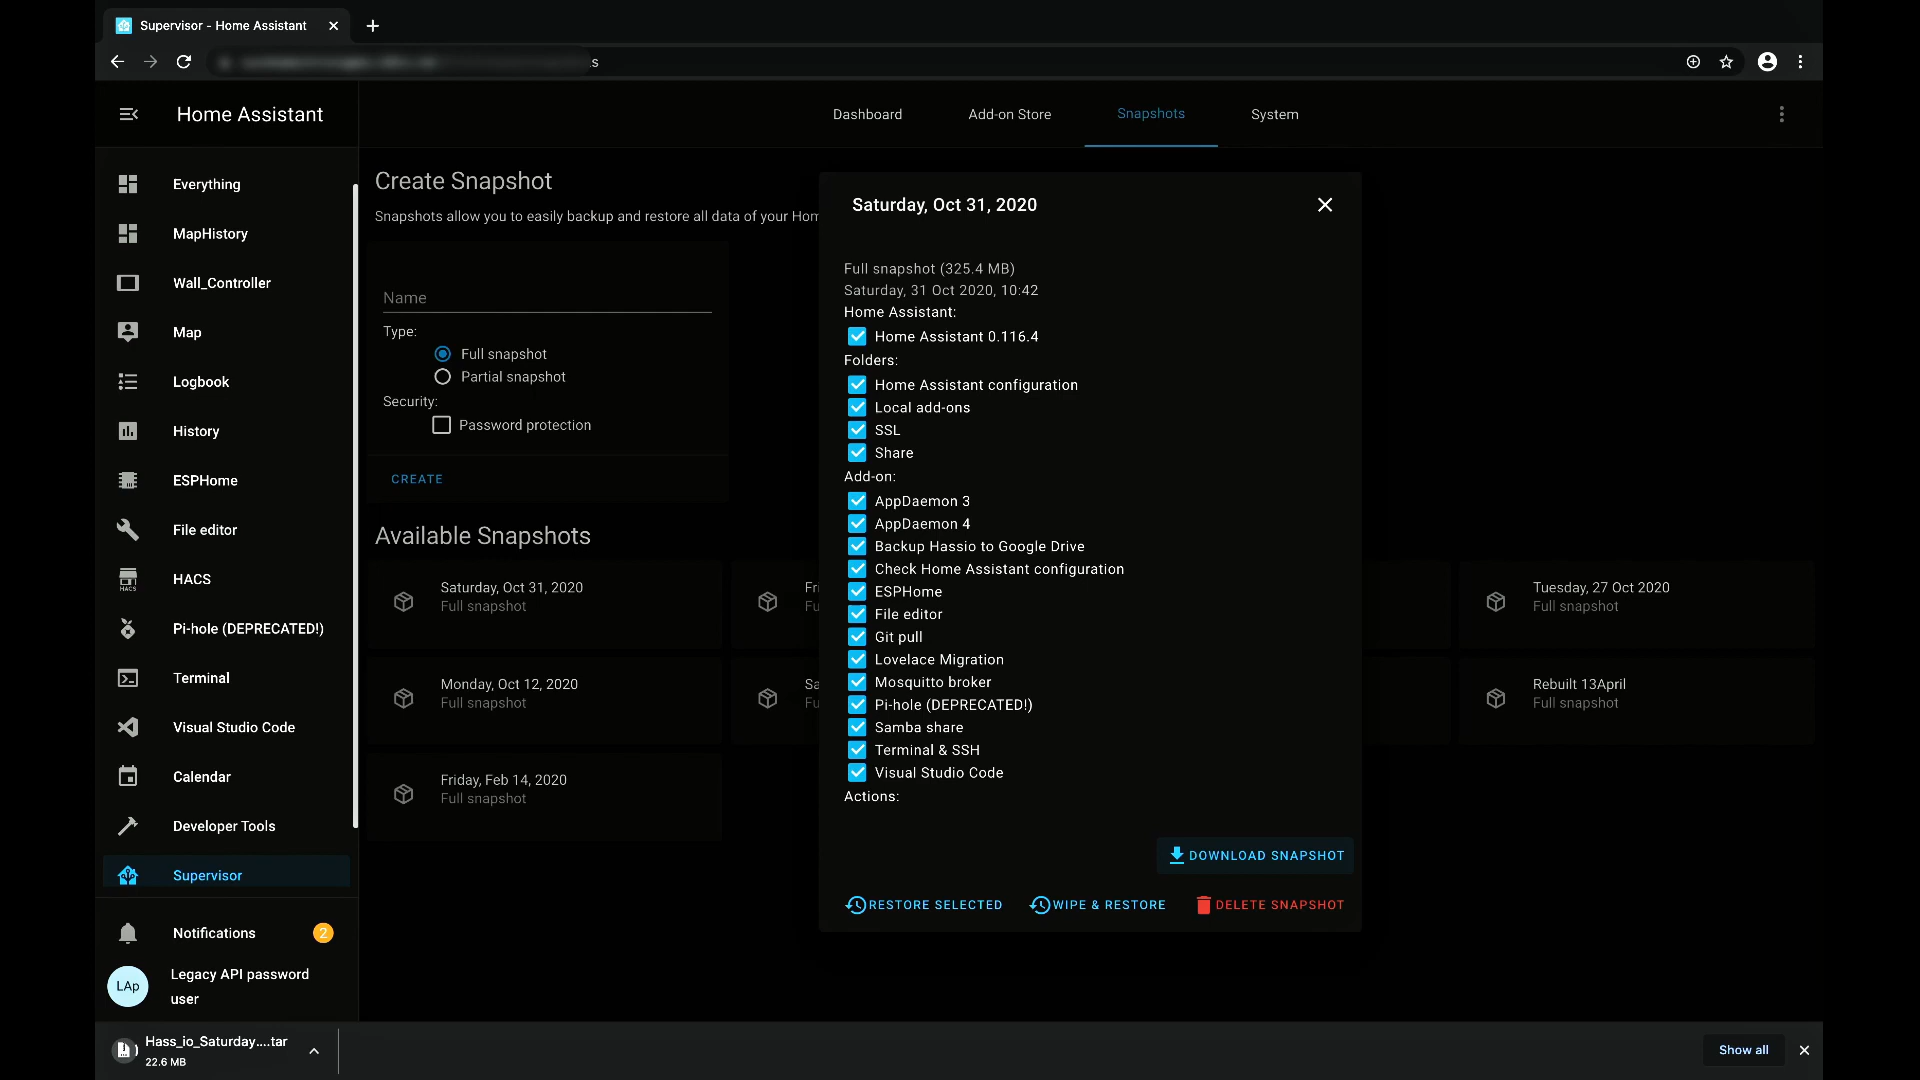 Supervisor - Home Assistant
s
Home Assistant
Dashboard
Add-on Store
Snapshots
System
Everything
MapHistory
Wall_Controller
Map
Logbook
History
ESPHome
File editor
HACS
HACS
Pi-hole (DEPRECATED!)
Terminal
Visual Studio Code
Calendar
Developer Tools
Supervisor
Notifications
2
LAp
Legacy API password
user
Create Snapshot
Snapshots allow you to easily backup and restore all data of your Hom
Name
Type:
Full snapshot
Partial snapshot
Security:
Password protection
CREATE
Available Snapshots
Saturday, Oct 31, 2020
Full snapshot
Fri
Fu
Tuesday, 27 Oct 2020
Full snapshot
Monday, Oct 12, 2020
Full snapshot
Sa
Fu
Rebuilt 13April
Full snapshot
Friday, Feb 14, 2020
Full snapshot
Saturday, Oct 31, 2020
Full snapshot (325.4 MB)
Saturday, 31 Oct 2020, 10:42
Home Assistant:
Home Assistant 0.116.4
Folders:
Home Assistant configuration
Local add-ons
SSL
Share
Add-on:
AppDaemon 3
AppDaemon 4
Backup Hassio to Google Drive
Check Home Assistant configuration
ESPHome
File editor
Git pull
Lovelace Migration
Mosquitto broker
Pi-hole (DEPRECATED!)
Samba share
Terminal & SSH
Visual Studio Code
Actions:
DOWNLOAD SNAPSHOT
RESTORE SELECTED
WIPE & RESTORE
DELETE SNAPSHOT
Hass_io_Saturday....tar
22.6 MB
Show all